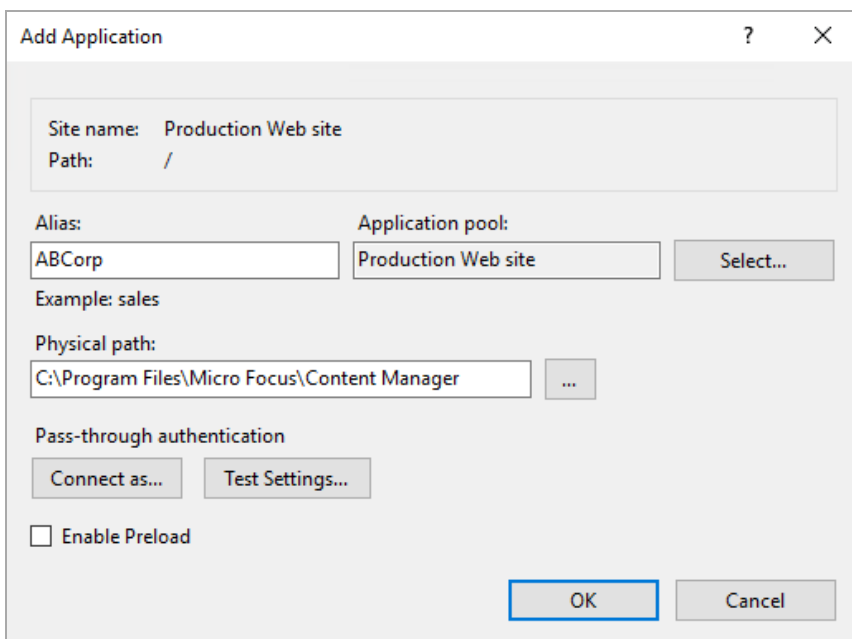 Add Application
?
Site name: Production Web site
Path: /
Alias: Application pool:
ABCorp Production Web site Select...
Example: sales
Physical path:
C:\Program Files\Micro Focus\Content Manager ...
Pass-through authentication
Connect as... Test Settings...
Enable Preload
OK Cancel